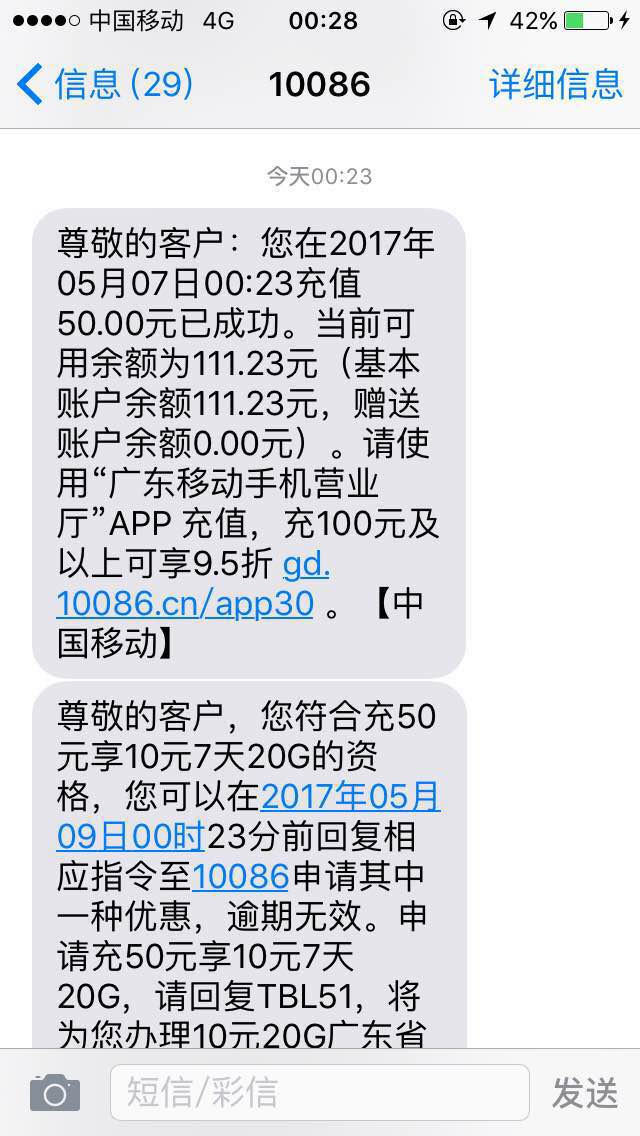 中国移动 4G 00:28 42%
信息 (29) 10086 详细信息
今天00:23
尊敬的客户：您在2017年
05月07日00:23充值
50.00元已成功。当前可
用余额为111.23元（基本
账户余额111.23元，赠送
账户余额0.00元）。请使
用“广东移动手机营业
厅”APP 充值，充100元及
以上可享9.5折 gd.
10086.cn/app30 。【中
国移动】
尊敬的客户，您符合充50
元享10元7天20G的资
格，您可以在2017年05月
09日00时23分前回复相
应指令至10086申请其中
一种优惠，逾期无效。申
请充50元享10元7天
20G，请回复TBL51，将
为您办理10元20G广东省
短信/彩信 发送